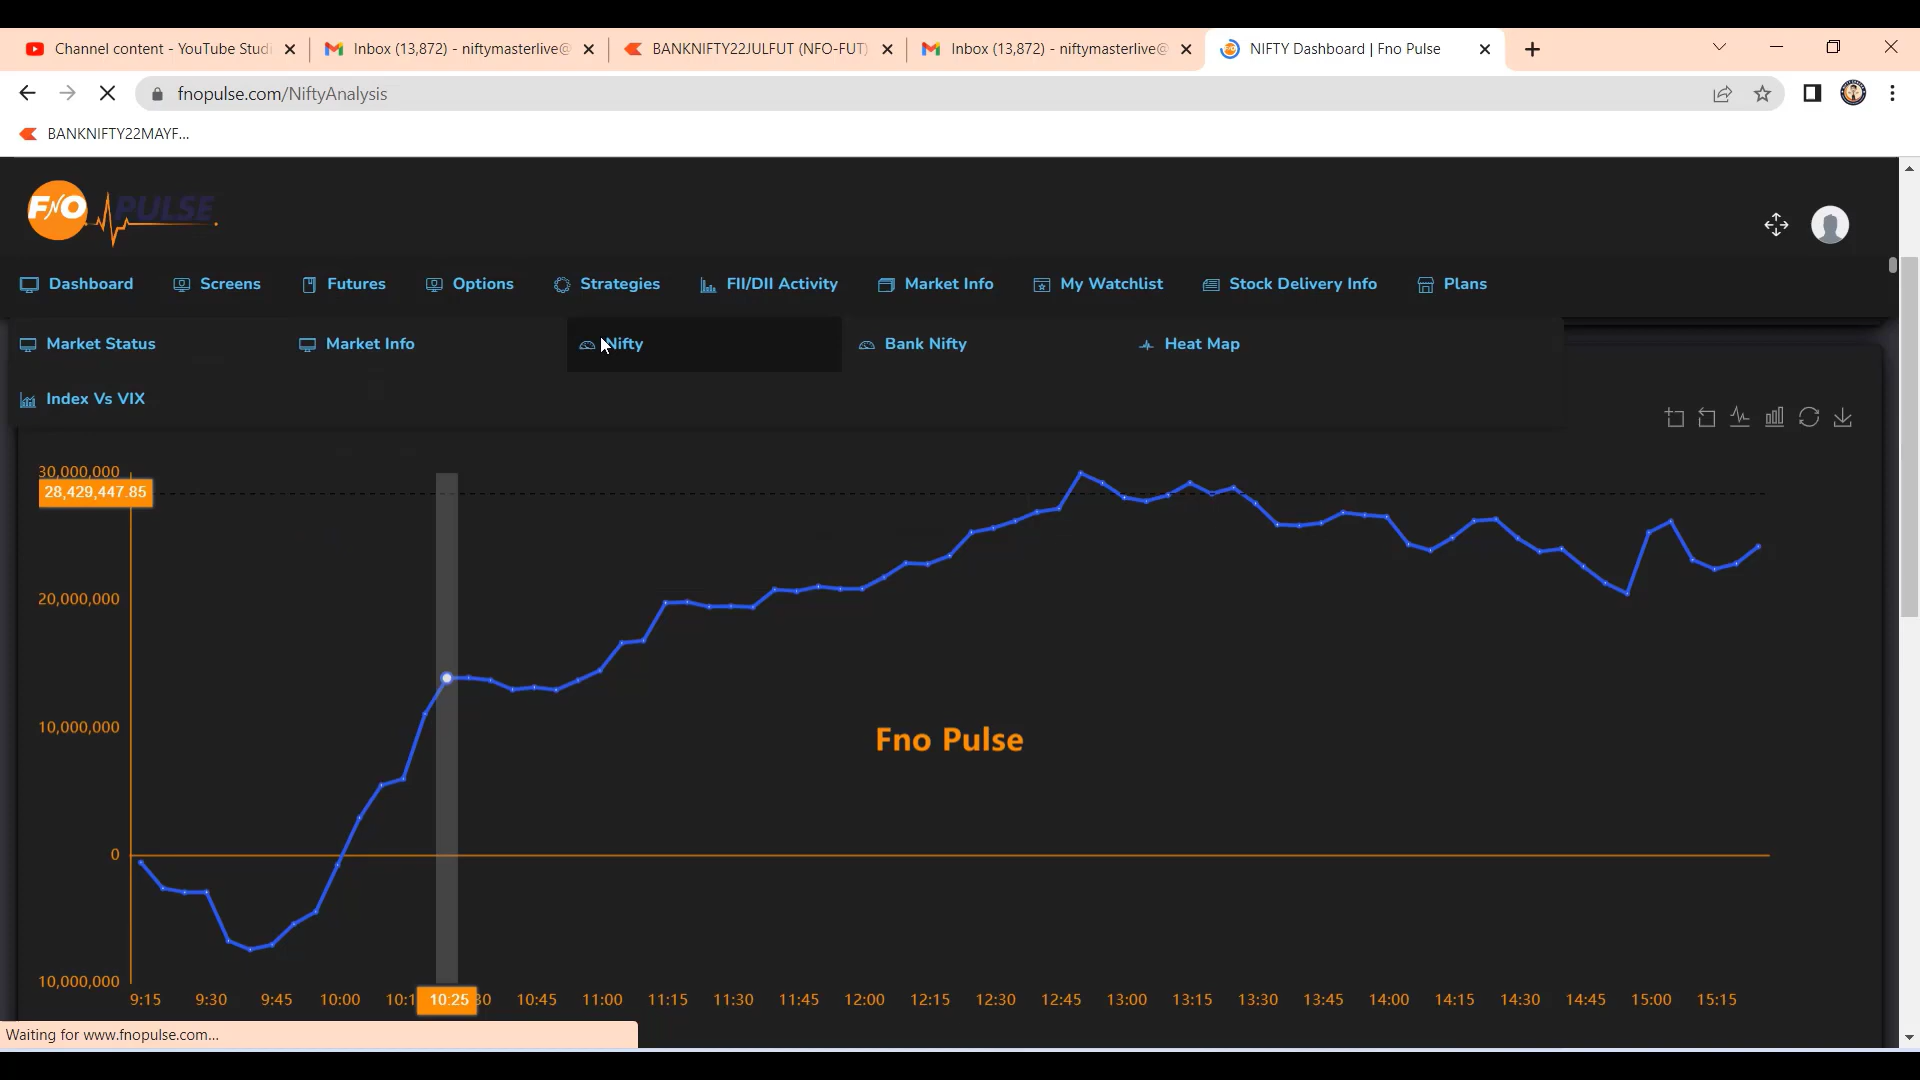 Channel content - YouTube Studi
Inbox (13,872) - niftymasterlive@
BANKNIFTY22JULFUT (NFO-FUT)
Inbox (13,872) - niftymasterlive@
NIFTY Dashboard | Fno Pulse
fnopulse.com/NiftyAnalysis
BANKNIFTY22MAYF...
FNO PULSE
Dashboard
Screens
Futures
Options
Strategies
FII/DII Activity
Market Info
My Watchlist
Stock Delivery Info
Plans
Market Status
Market Info
Nifty
Bank Nifty
Heat Map
Index Vs VIX
30,000,000
28,429,447.85
20,000,000
10,000,000
Fno Pulse
0
10,000,000
9:15 9:30 9:45 10:00 10:1 10:25 30 10:45 11:00 11:15 11:30 11:45 12:00 12:15 12:30 12:45 13:00 13:15 13:30 13:45 14:00 14:15 14:30 14:45 15:00 15:15
Waiting for www.fnopulse.com...